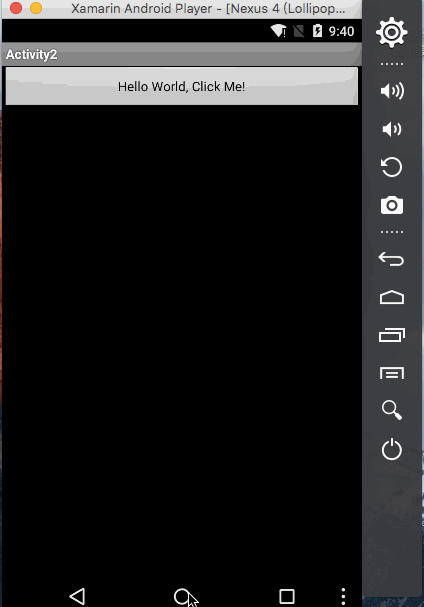 Xamarin Android Player - [Nexus 4 (Lollipop...
9:40
Activity2
Hello World, Click Me!